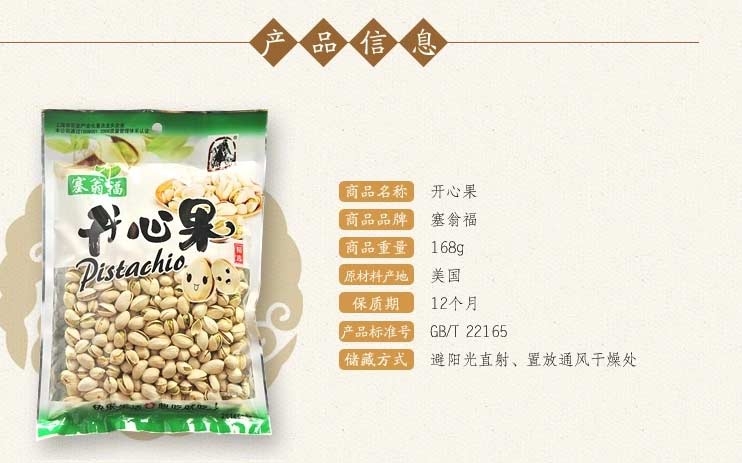 产品信息
塞翁福
开心果
Pistachio
商品名称 开心果
商品品牌 塞翁福
商品重量 168g
原材料产地 美国
保质期 12个月
产品标准号 GB/T 22165
储藏方式 避阳光直射、置放通风干燥处